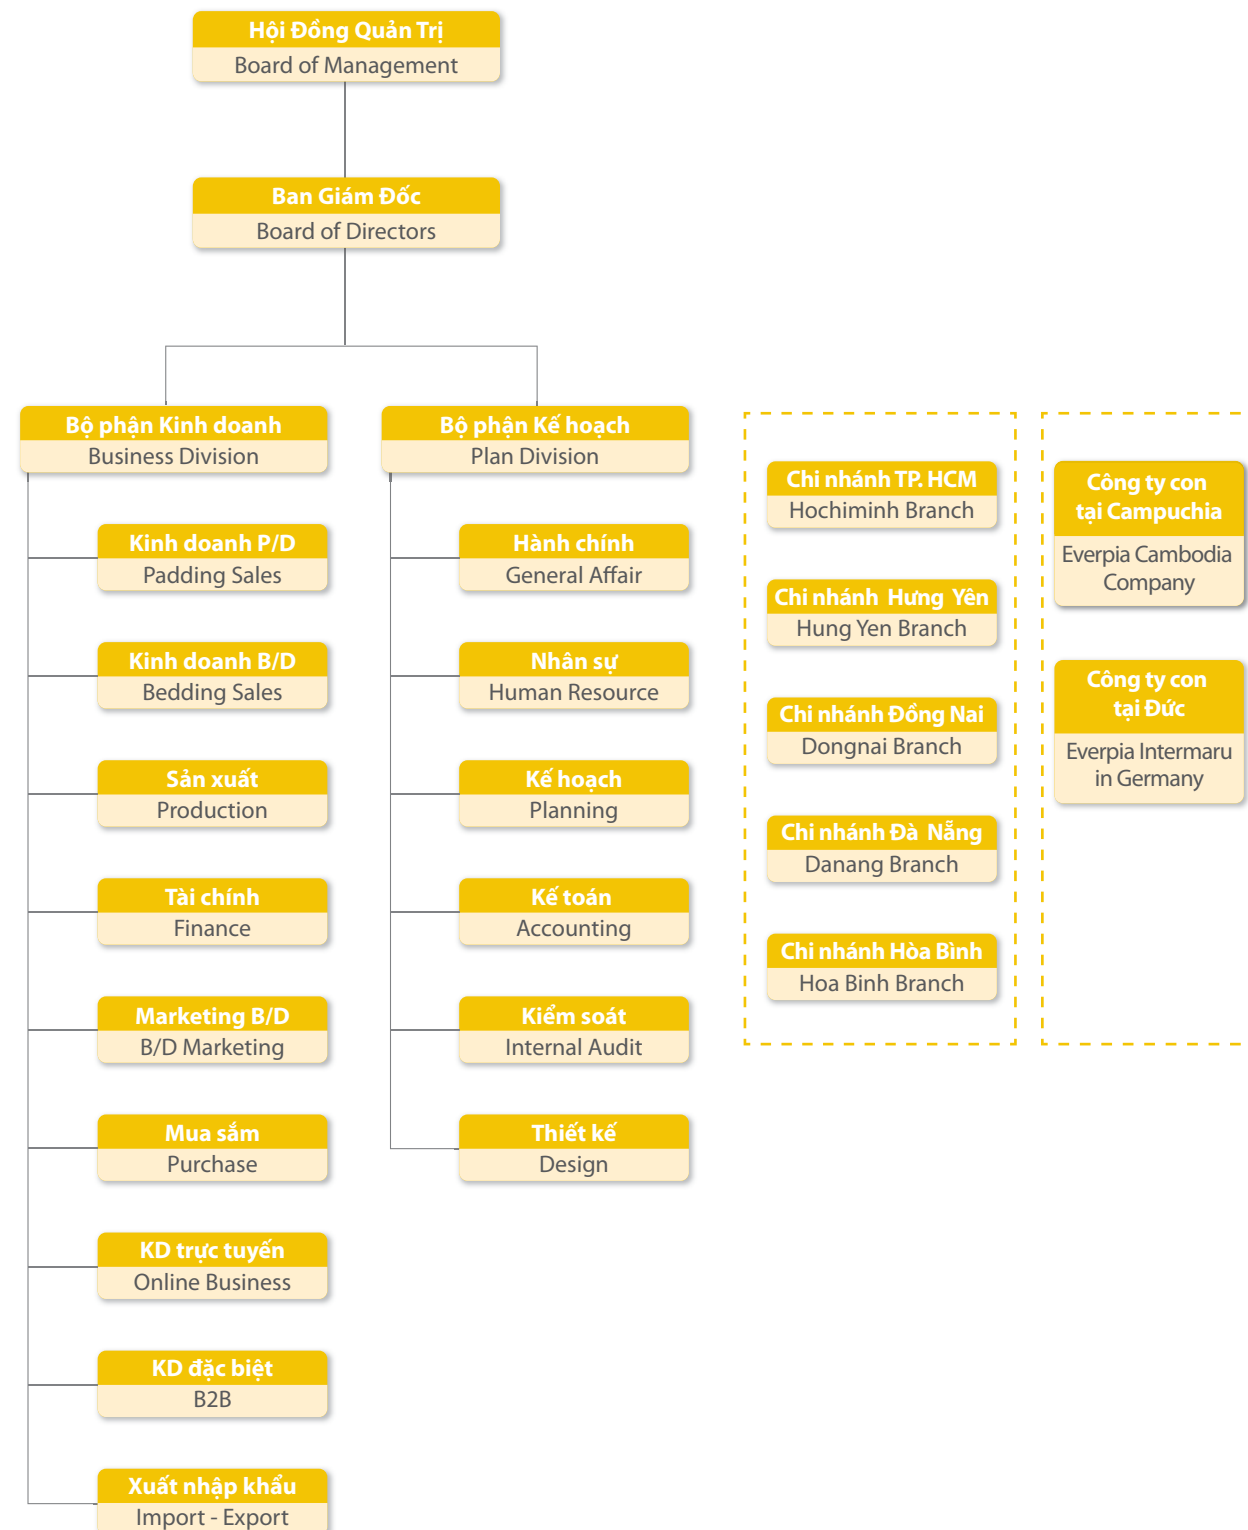 Hội Đồng Quản Trị
Board of Management
Ban Giám Đốc
Board of Directors
Bộ phận Kinh doanh
Business Division
Kinh doanh P/D
Padding Sales
Kinh doanh B/D
Bedding Sales
Sản xuất
Production
Tài chính
Finance
Marketing B/D
B/D Marketing
Mua sắm
Purchase
KD trực tuyến
Online Business
KD đặc biệt
B2B
Xuất nhập khẩu
Import - Export
Bộ phận Kế hoạch
Plan Division
Hành chính
General Affair
Nhân sự
Human Resource
Kế hoạch
Planning
Kế toán
Accounting
Kiểm soát
Internal Audit
Thiết kế
Design
Chi nhánh TP. HCM
Hochiminh Branch
Chi nhánh Hưng Yên
Hung Yen Branch
Chi nhánh Đồng Nai
Dongnai Branch
Chi nhánh Đà Nẵng
Danang Branch
Chi nhánh Hòa Bình
Hoa Binh Branch
Công ty con
tại Campuchia
Everpia Cambodia
Company
Công ty con
tại Đức
Everpia Intermaru
in Germany